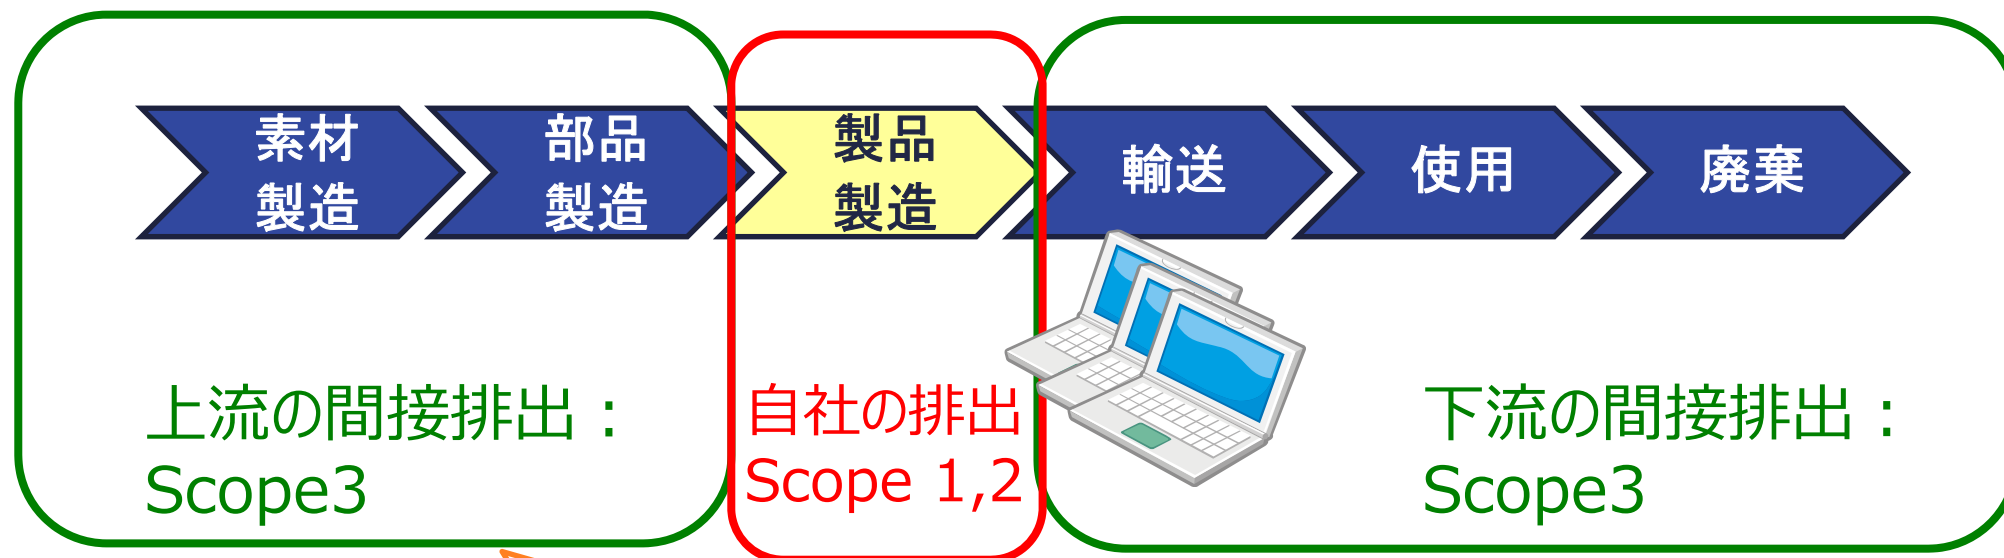 素材
製造
部品
製造
製品
製造
輸送
使用
廃棄
上流の間接排出：
Scope3
自社の排出
Scope 1,2
下流の間接排出：
Scope3